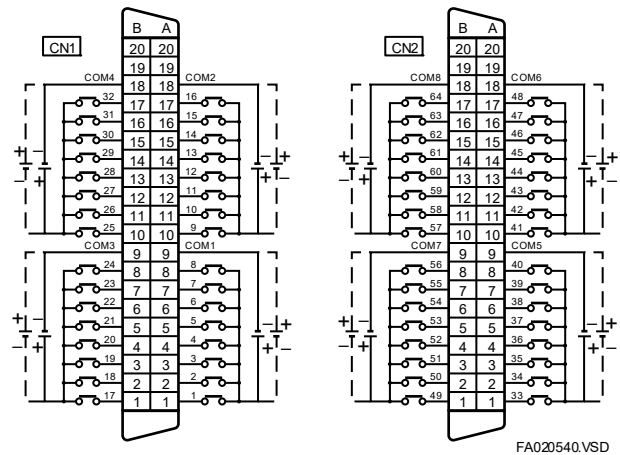 B A B A
CN1 20 20 CN2 20 20
19 19 19 19
COM4 18 18 COM2 COM8 18 18 COM6
32 17 17 16 64 17 17 48
31 16 16 15 63 16 16 47
30 15 15 14 62 15 15 46
29 14 14 13 61 14 14 45
28 13 13 12 60 13 13 44
27 12 12 11 59 12 12 43
26 11 11 10 58 11 11 42
25 10 10 9 57 10 10 41
COM3 9 9 COM1 COM7 9 9 COM5
24 8 8 8 56 8 8 40
23 7 7 7 55 7 7 39
22 6 6 6 54 6 6 38
21 5 5 5 53 5 5 37
20 4 4 4 52 4 4 36
19 3 3 3 51 3 3 35
18 2 2 2 50 2 2 34
17 1 1 1 49 1 1 33
FA020540.VSD